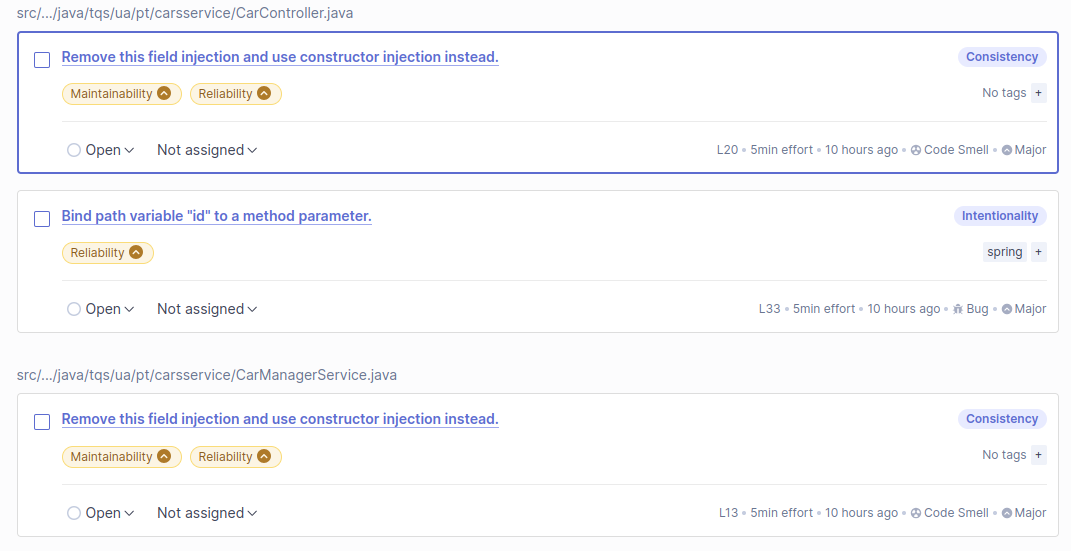 src/.../java/tqs/ua/pt/carsservice/CarController.java
Remove this field injection and use constructor injection instead. Consistency
Maintainability Reliability No tags +
Open Not assigned L20 • 5min effort • 10 hours ago • Code Smell • Major
Bind path variable "id" to a method parameter. Intentionality
Reliability spring +
Open Not assigned L33 • 5min effort • 10 hours ago • Bug • Major
src/.../java/tqs/ua/pt/carsservice/CarManagerService.java
Remove this field injection and use constructor injection instead. Consistency
Maintainability Reliability No tags +
Open Not assigned L13 • 5min effort • 10 hours ago • Code Smell • Major